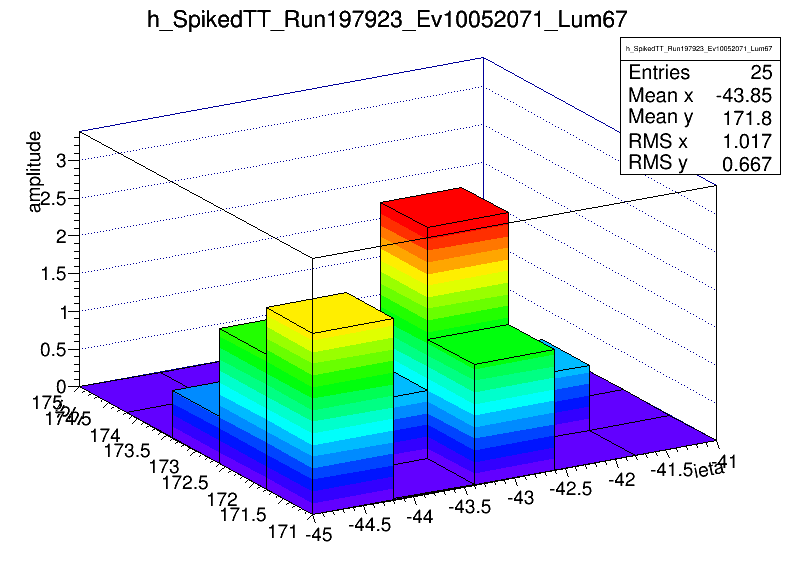 h_SpikedTT_Run197923_Ev10052071_Lum67
h_SpikedTT_Run197923_Ev10052071_Lum67
Entries 25
Mean x -43.85
Mean y 171.8
RMS x 1.017
RMS y 0.667
amplitude
3
2.5
2
1.5
1
0.5
0
175
174.5
174
173.5
173
172.5
172
171.5
171
-45
-44.5
-44
-43.5
-43
-42.5
-42
-41.5
-41
ieta